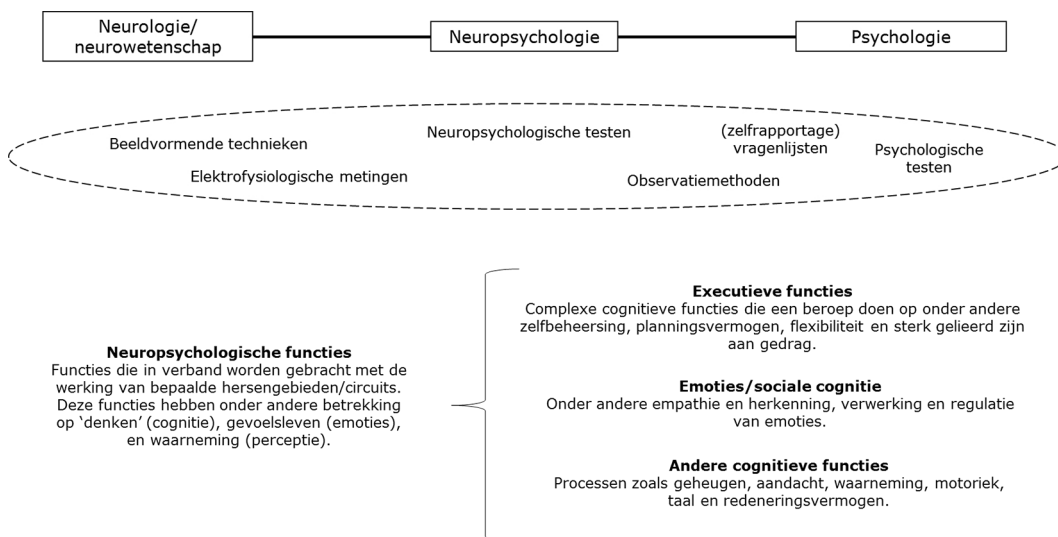 Neurologie/
neurowetenschap
Neuropsychologie
Psychologie
Beeldvormende technieken
Neuropsychologische testen
(zelfrapportage)
vragenlijsten
Psychologische
testen
Elektrofysiologische metingen
Observatiemethoden
Neuropsychologische functies
Functies die in verband worden gebracht met de
werking van bepaalde hersengebieden/circuits.
Deze functies hebben onder andere betrekking
op ‘denken’ (cognitie), gevoelsleven (emoties),
en waarneming (perceptie).
Executieve functies
Complexe cognitieve functies die een beroep doen op onder andere
zelfbeheersing, planningsvermogen, flexibiliteit en sterk gelieerd zijn
aan gedrag.
Emoties/sociale cognitie
Onder andere empathie en herkenning, verwerking en regulatie
van emoties.
Andere cognitieve functies
Processen zoals geheugen, aandacht, waarneming, motoriek,
taal en redeneringsvermogen.